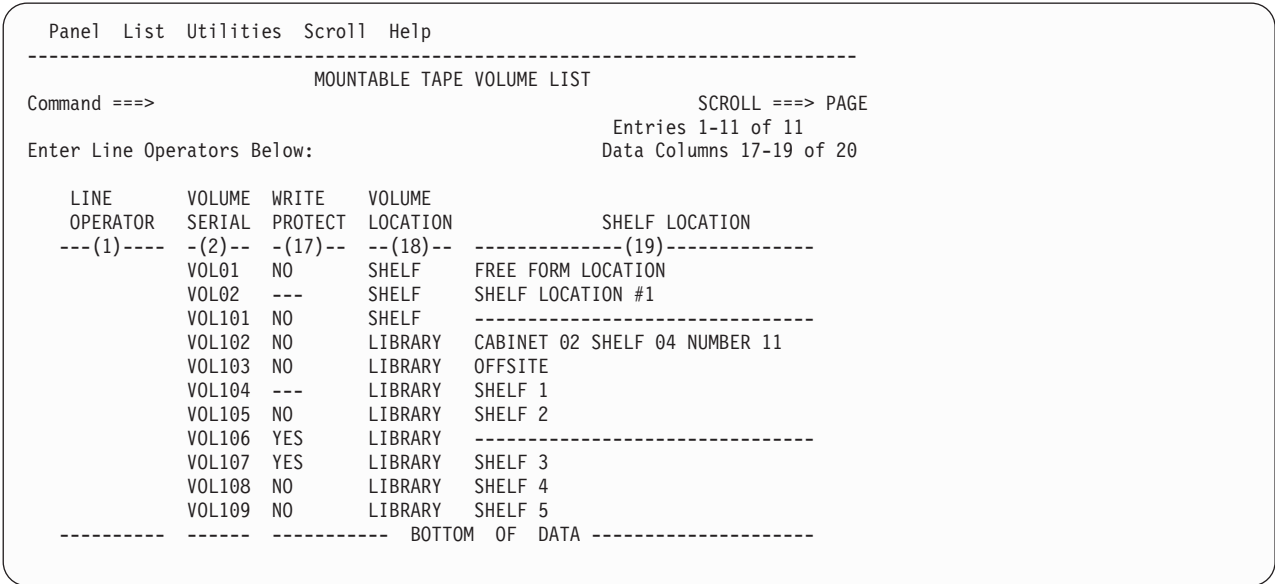 Panel  List  Utilities  Scroll  Help
------------------------------------------------------------------------------
MOUNTABLE TAPE VOLUME LIST
Command ===>                                                   SCROLL ===> PAGE
Entries 1-11 of 11
Enter Line Operators Below:                           Data Columns 17-19 of 20
LINE       VOLUME  WRITE    VOLUME
OPERATOR   SERIAL  PROTECT  LOCATION              SHELF LOCATION
---(1)----  -(2)--  -(17)--  --(18)--  --------------(19)--------------
VOL01   NO       SHELF     FREE FORM LOCATION
VOL02   ---      SHELF     SHELF LOCATION #1
VOL101  NO       SHELF     --------------------------------
VOL102  NO       LIBRARY   CABINET 02 SHELF 04 NUMBER 11
VOL103  NO       LIBRARY   OFFSITE
VOL104  ---      LIBRARY   SHELF 1
VOL105  NO       LIBRARY   SHELF 2
VOL106  YES      LIBRARY   --------------------------------
VOL107  YES      LIBRARY   SHELF 3
VOL108  NO       LIBRARY   SHELF 4
VOL109  NO       LIBRARY   SHELF 5
----------  ------  -----------  BOTTOM  OF  DATA ---------------------